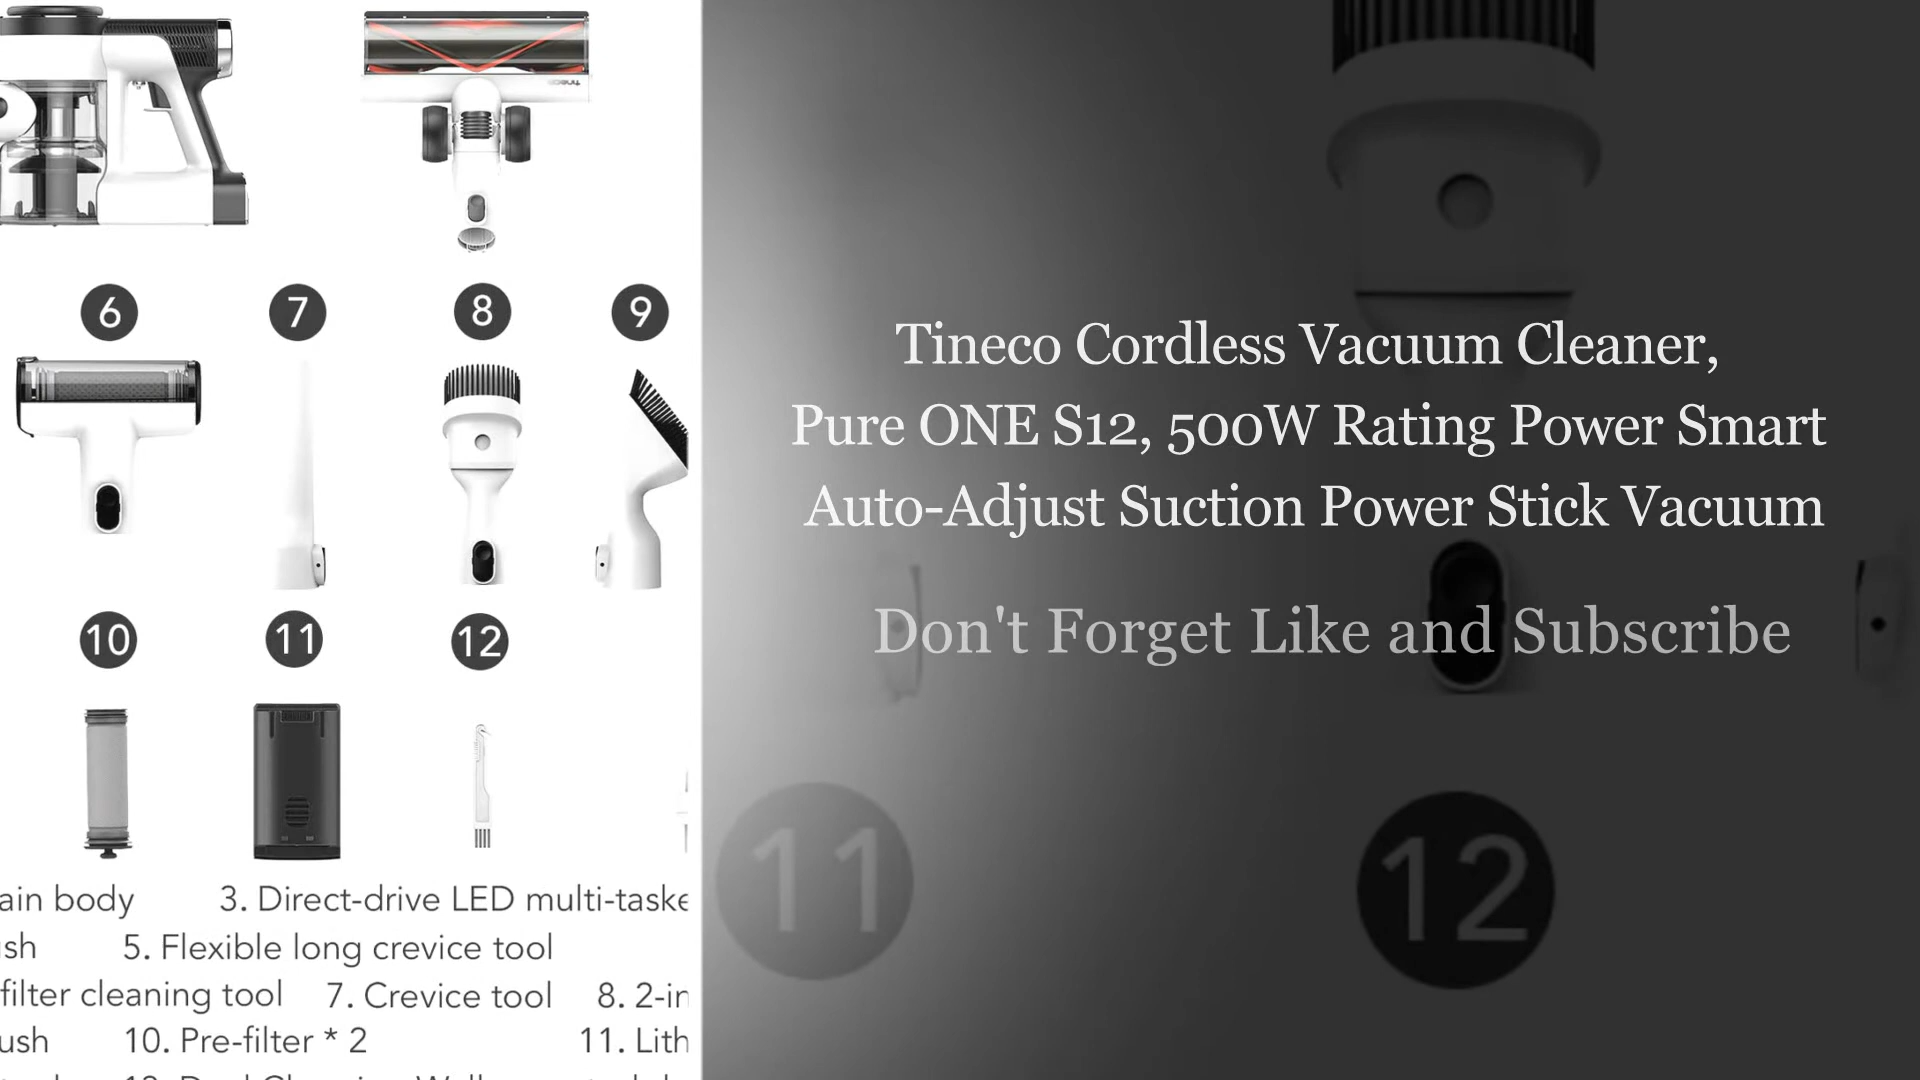 tineco
6 7 8 9
10 11 12
ain body 3. Direct-drive LED multi-taske
sh 5. Flexible long crevice tool
filter cleaning tool 7. Crevice tool 8. 2-in
ush 10. Pre-filter * 2 11. Lith
Tineco Cordless Vacuum Cleaner,
Pure ONE S12, 500W Rating Power Smart
Auto-Adjust Suction Power Stick Vacuum
Don't Forget Like and Subscribe
11 12